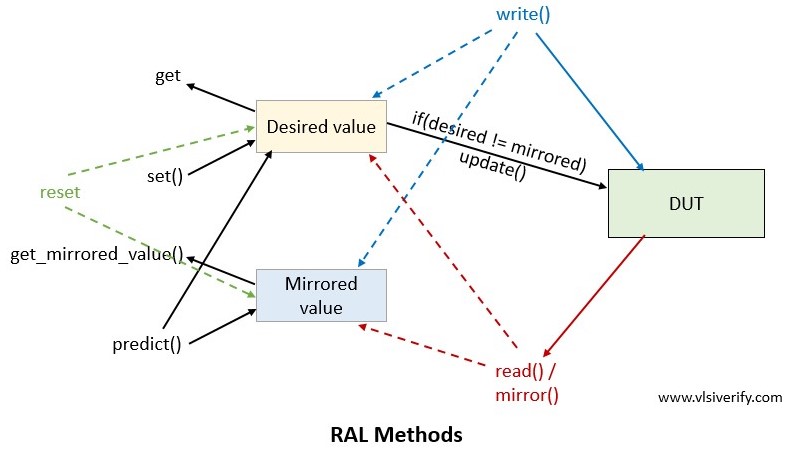 write()
get
Desired value
if(desired != mirrored)
update()
set()
DUT
reset
get_mirrored_value()
Mirrored
value
predict()
read() /
mirror()
www.vlsiverify.com
RAL Methods